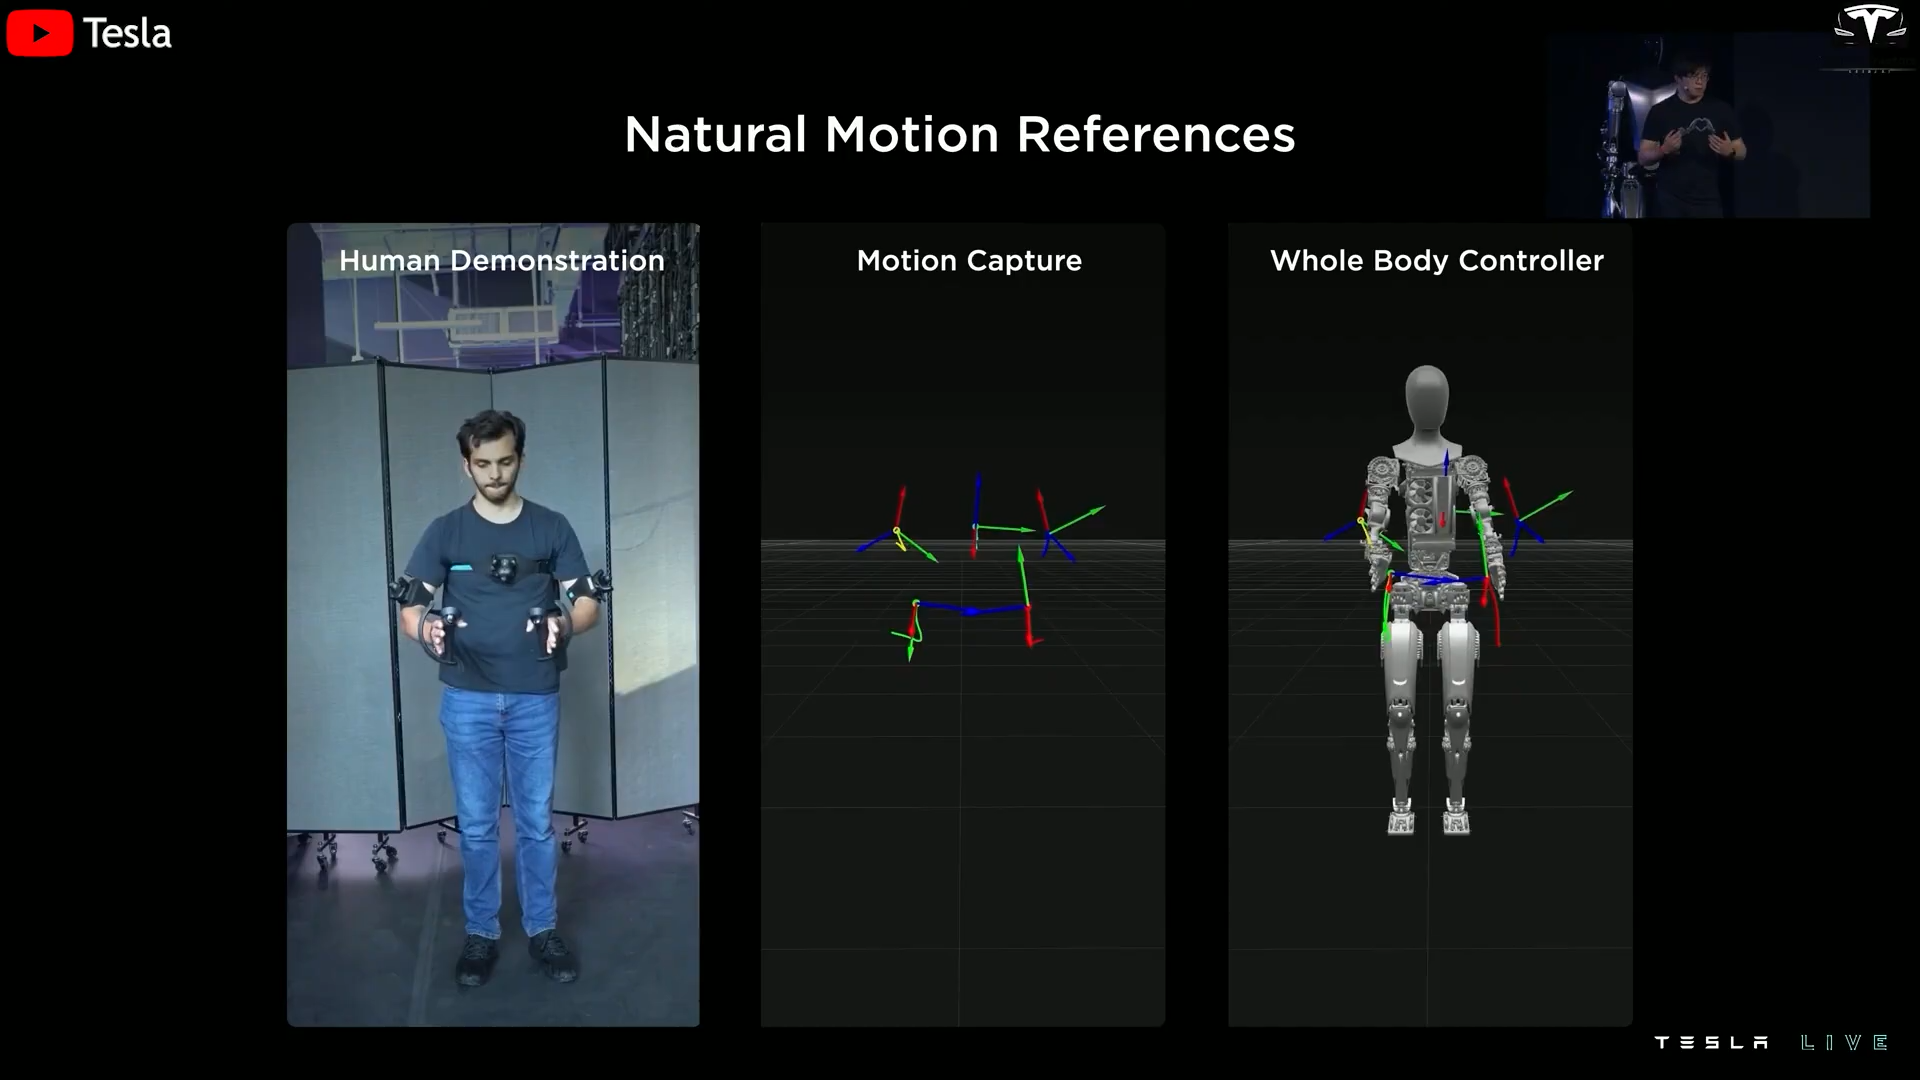 Tesla
Natural Motion References
Human Demonstration
Motion Capture
Whole Body Controller
TESLA LIVE